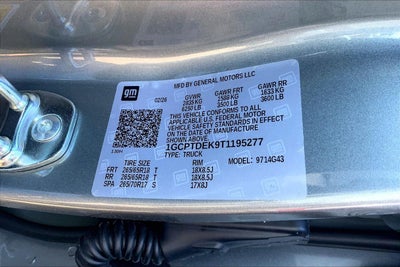 gm
MFD BY GENERAL MOTORS LLC
02/26 GVWR GAWR FRT GAWR RR
2835 KG 1588 KG 1633 KG
6250 LB 3500 LB 3600 LB
THIS VEHICLE CONFORMS TO ALL
APPLICABLE U.S. FEDERAL MOTOR
VEHICLE SAFETY STANDARDS IN EFFECT
ON THE DATE OF MANUFACTURE
SHOWN ABOVE.
1GCPTDEK9T1195277
TYPE: TRUCK
MODEL: 9714G43
TIRE SIZE RIM
FRT 265/65R18 T 18X8.5J
RR 265/65R18 T 18X8.5J
SPA 265/70R17 S 17X8J